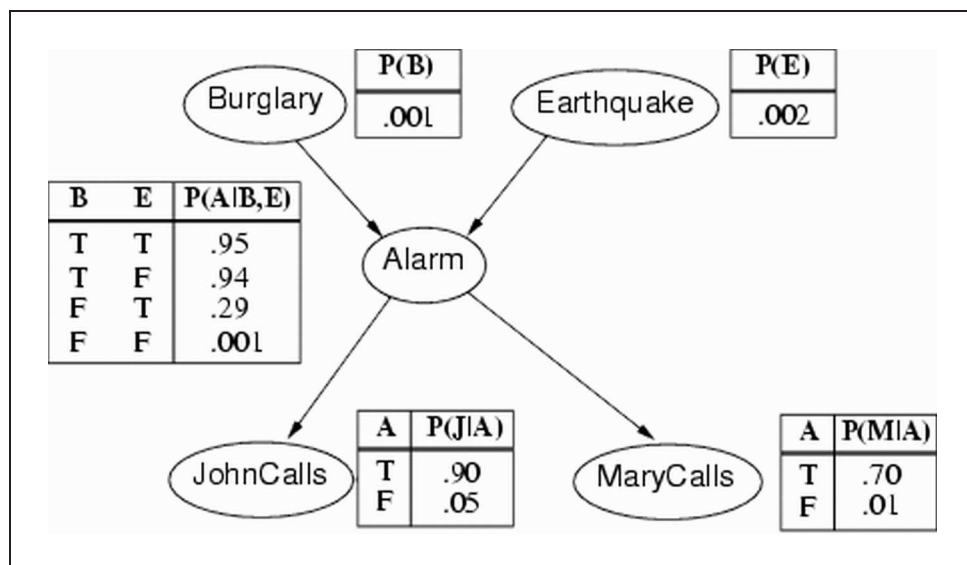 Burglary
P(B)
.001
Earthquake
P(E)
.002
B E P(A|B,E)
T T .95
T F .94
F T .29
F F .001
Alarm
JohnCalls
A P(J|A)
T .90
F .05
MaryCalls
A P(M|A)
T .70
F .01